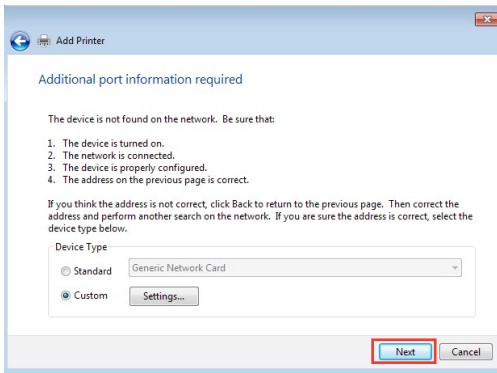 Add Printer
Additional port information required
The device is not found on the network. Be sure that:
1. The device is turned on.
2. The network is connected.
3. The device is properly configured.
4. The address on the previous page is correct.
If you think the address is not correct, click Back to return to the previous page. Then correct the
address and perform another search on the network. If you are sure the address is correct, select the
device type below.
Device Type
Standard Generic Network Card
Custom Settings...
Next Cancel